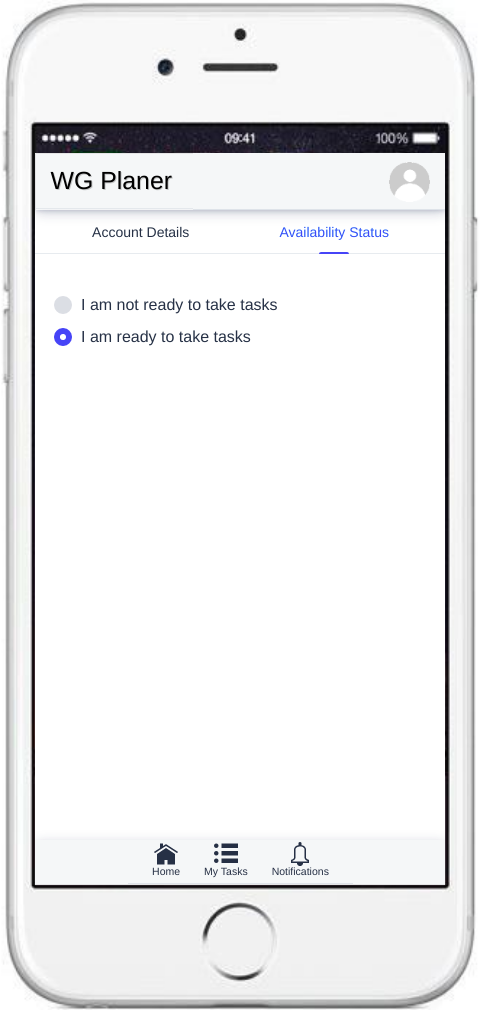 09:41 100%
WG Planer
Account Details Availability Status
I am not ready to take tasks
I am ready to take tasks
Home My Tasks Notifications